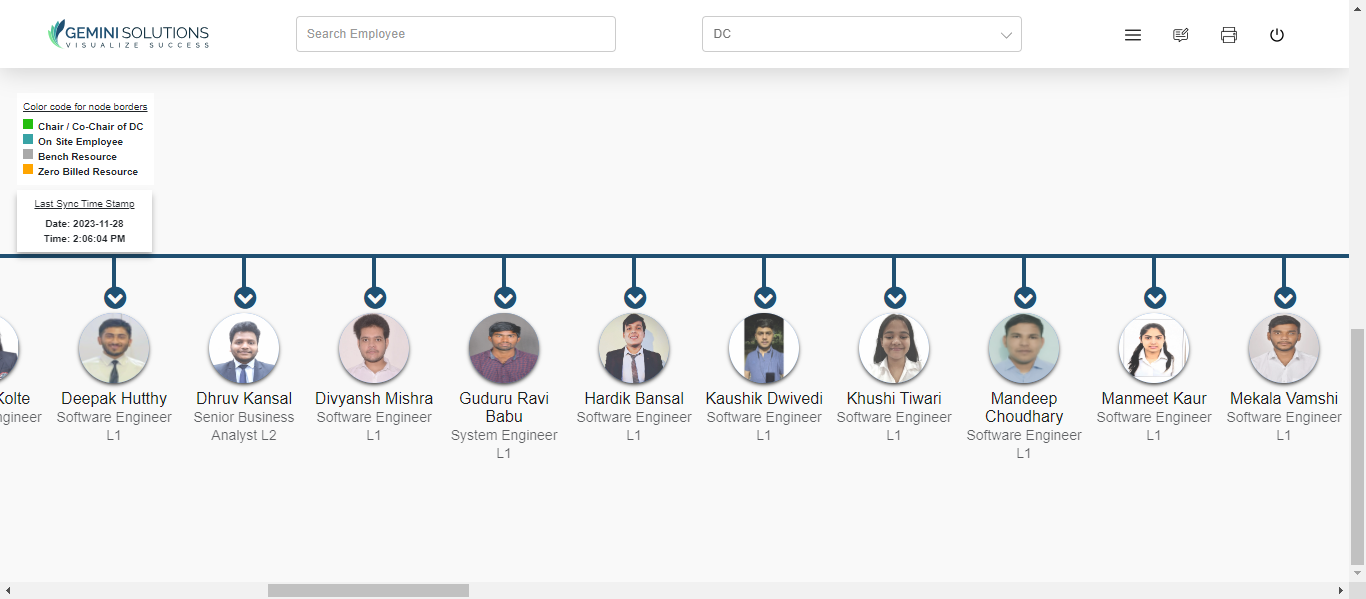 GEMINI SOLUTIONS
VISUALIZE SUCCESS
Search Employee
DC
Color code for node borders
Chair / Co-Chair of DC
On Site Employee
Bench Resource
Zero Billed Resource
Last Sync Time Stamp
Date: 2023-11-28
Time: 2:06:04 PM
Kolte
ngineer
Deepak Hutthy
Software Engineer
L1
Dhruv Kansal
Senior Business
Analyst L2
Divyansh Mishra
Software Engineer
L1
Guduru Ravi
Babu
System Engineer
L1
Hardik Bansal
Software Engineer
L1
Kaushik Dwivedi
Software Engineer
L1
Khushi Tiwari
Software Engineer
L1
Mandeep
Choudhary
Software Engineer
L1
Manmeet Kaur
Software Engineer
L1
Mekala Vamshi
Software Engineer
L1